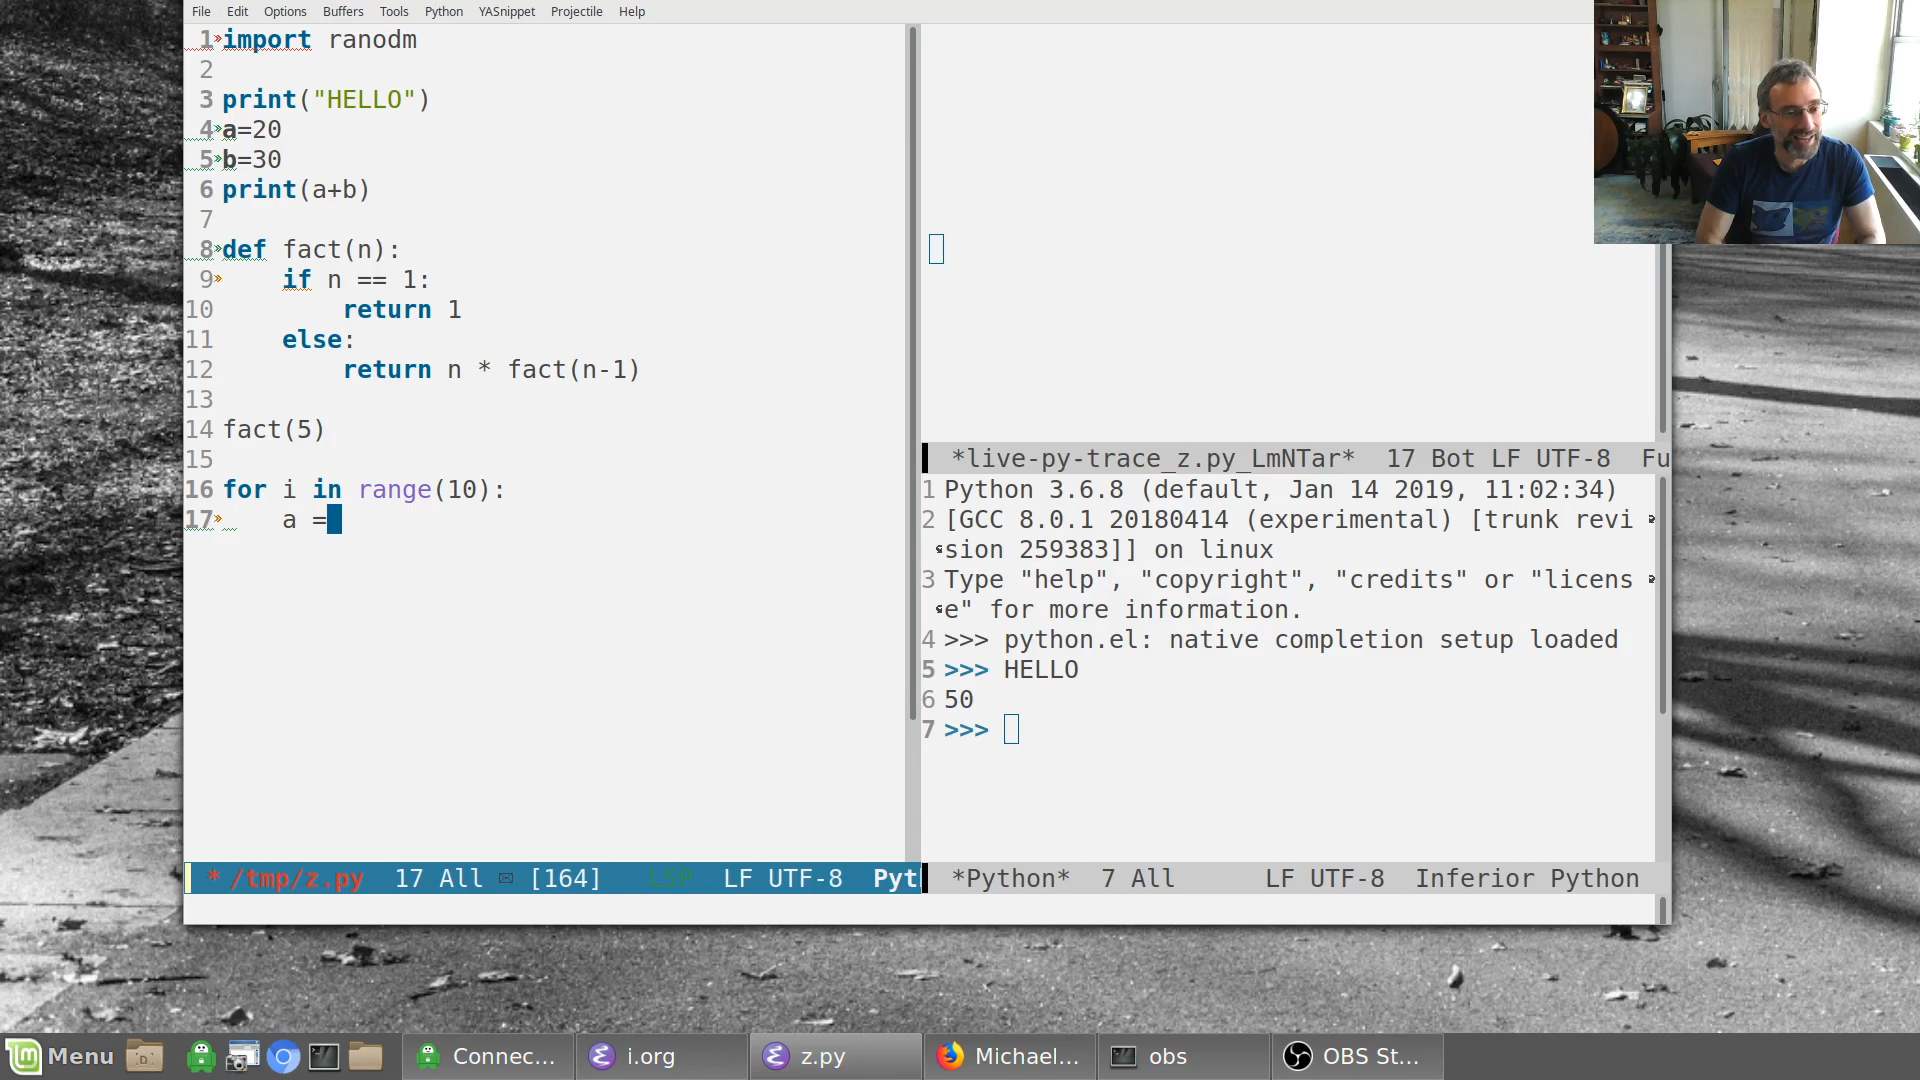 File Edit Options Buffers Tools Python YASnippet Projectile Help
1 import ranodm
2
3 print("HELLO")
4 a=20
5 b=30
6 print(a+b)
7
8 def fact(n):
9 if n == 1:
10 return 1
11 else:
12 return n * fact(n-1)
13
14 fact(5)
15
16 for i in range(10):
17 a =
* /tmp/z.py 17 All [164] LSP LF UTF-8 Pyt
*live-py-trace_z.py_LmNTar* 17 Bot LF UTF-8 Fu
1 Python 3.6.8 (default, Jan 14 2019, 11:02:34)
2 [GCC 8.0.1 20180414 (experimental) [trunk revi
sion 259383]] on linux
3 Type "help", "copyright", "credits" or "licens
e" for more information.
4 >>> python.el: native completion setup loaded
5 >>> HELLO
6 50
7 >>>
*Python* 7 All LF UTF-8 Inferior Python
Menu Connec... i.org z.py Michael... obs OBS St...